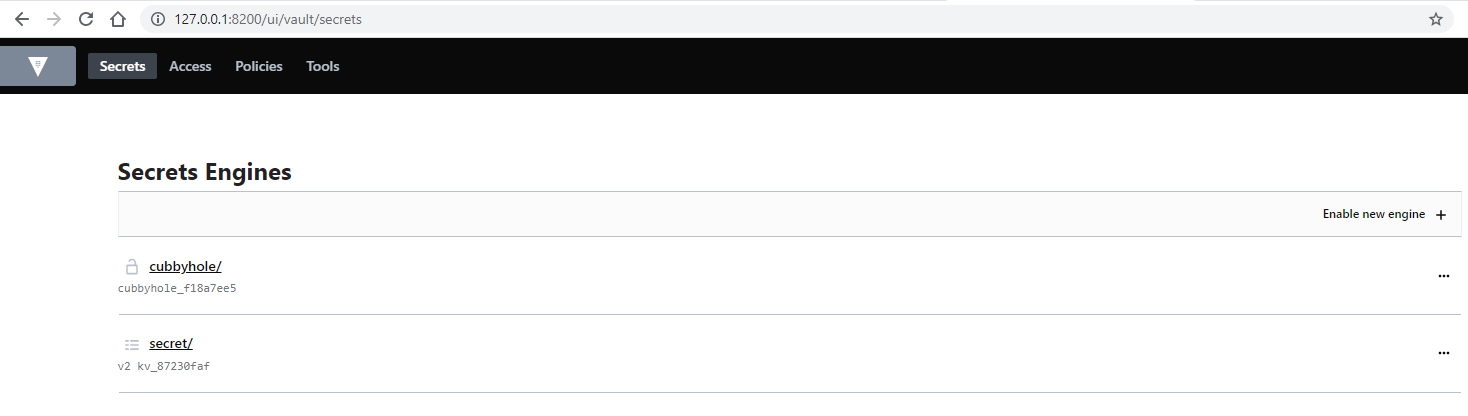 127.0.0.1:8200/ui/vault/secrets
Secrets Access Policies Tools
Secrets Engines
Enable new engine +
cubbyhole/
cubbyhole_f18a7ee5
secret/
v2 kv_87230faf